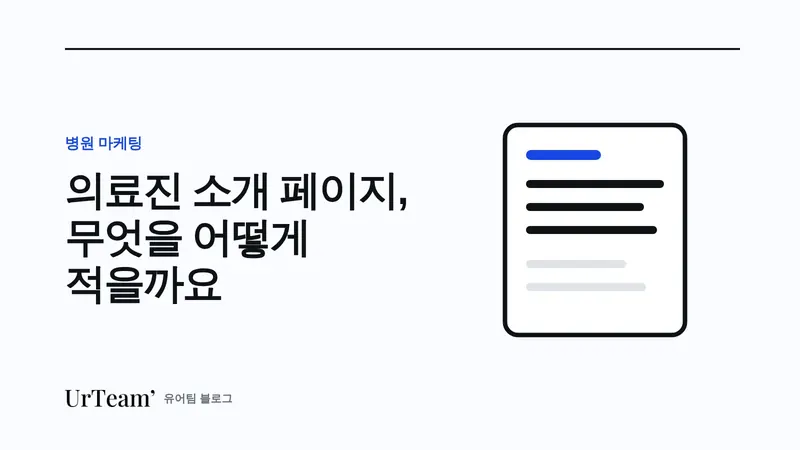 병원 마케팅
의료진 소개 페이지,
무엇을 어떻게
적을까요
UrTeam’ 유어팀 블로그